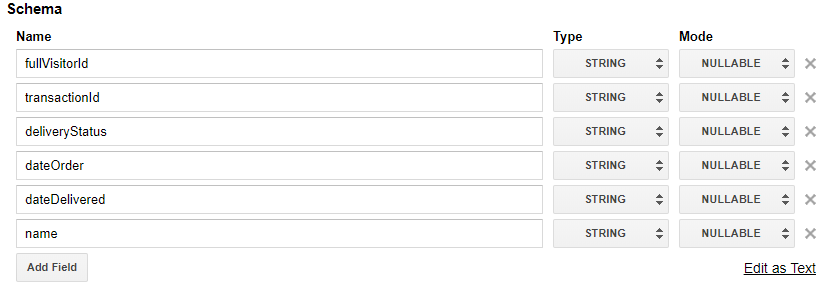 Schema
Name Type Mode
fullVisitorId STRING NULLABLE
transactionId STRING NULLABLE
deliveryStatus STRING NULLABLE
dateOrder STRING NULLABLE
dateDelivered STRING NULLABLE
name STRING NULLABLE
Add Field Edit as Text